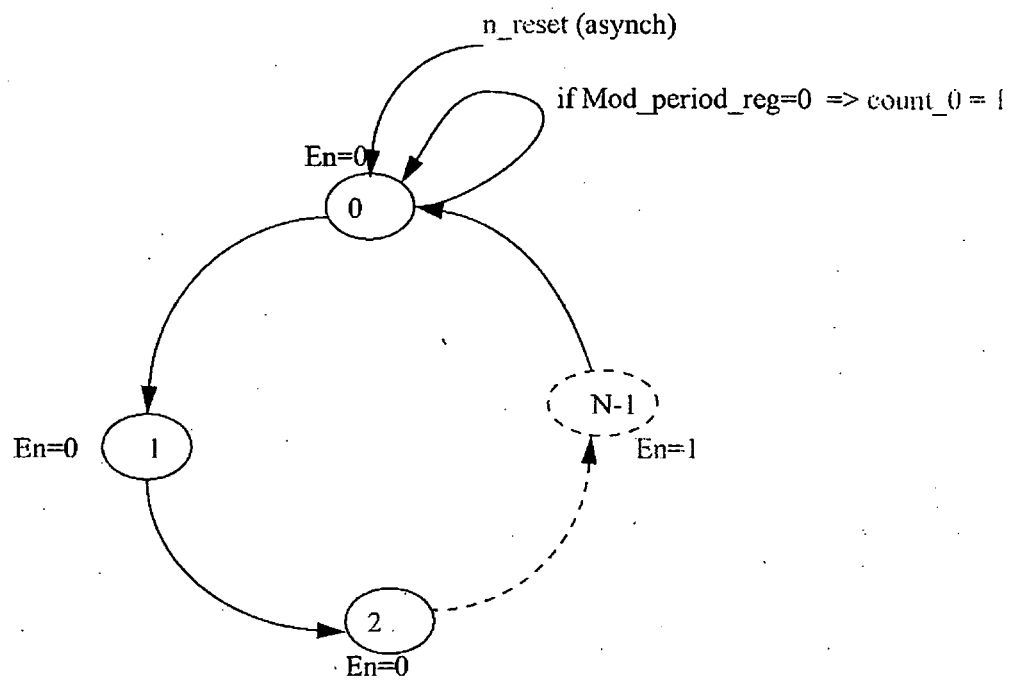 n_reset (asynch)
if Mod_period_reg=0 => count_0 = 1
En=0
0
N-1
En=1
En=0
1
2
En=0